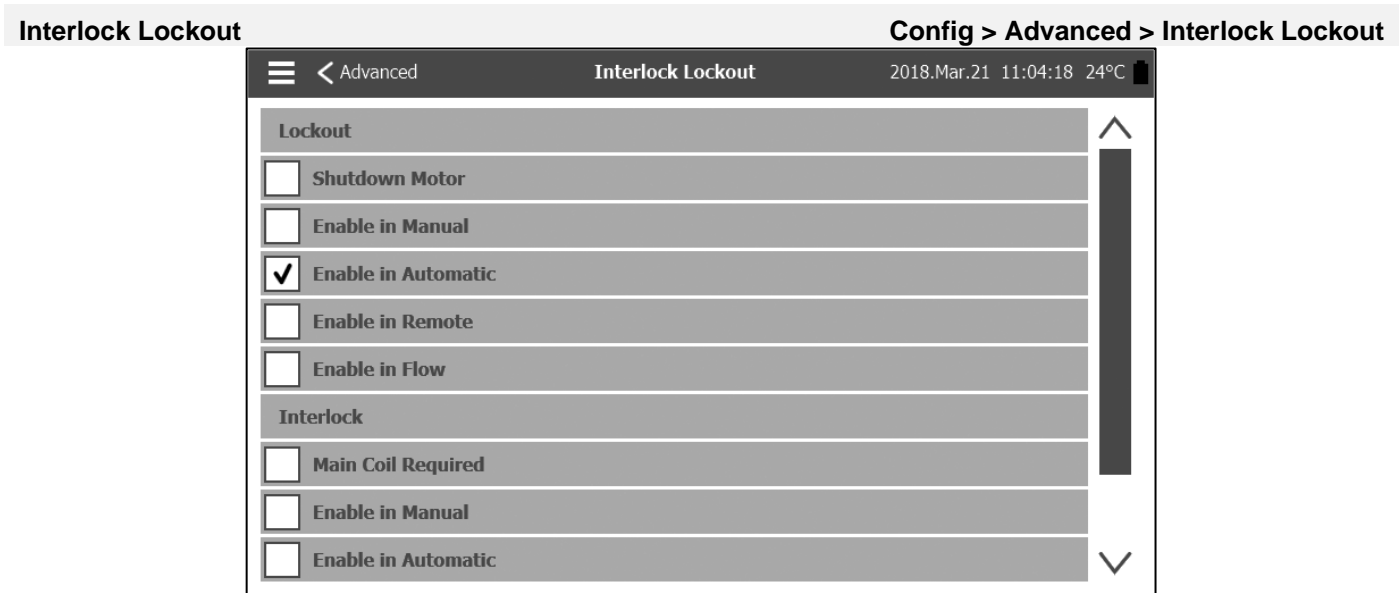 Interlock Lockout Config > Advanced > Interlock Lockout
< Advanced Interlock Lockout 2018.Mar.21 11:04:18 24°C
Lockout
Shutdown Motor
Enable in Manual
Enable in Automatic
Enable in Remote
Enable in Flow
Interlock
Main Coil Required
Enable in Manual
Enable in Automatic